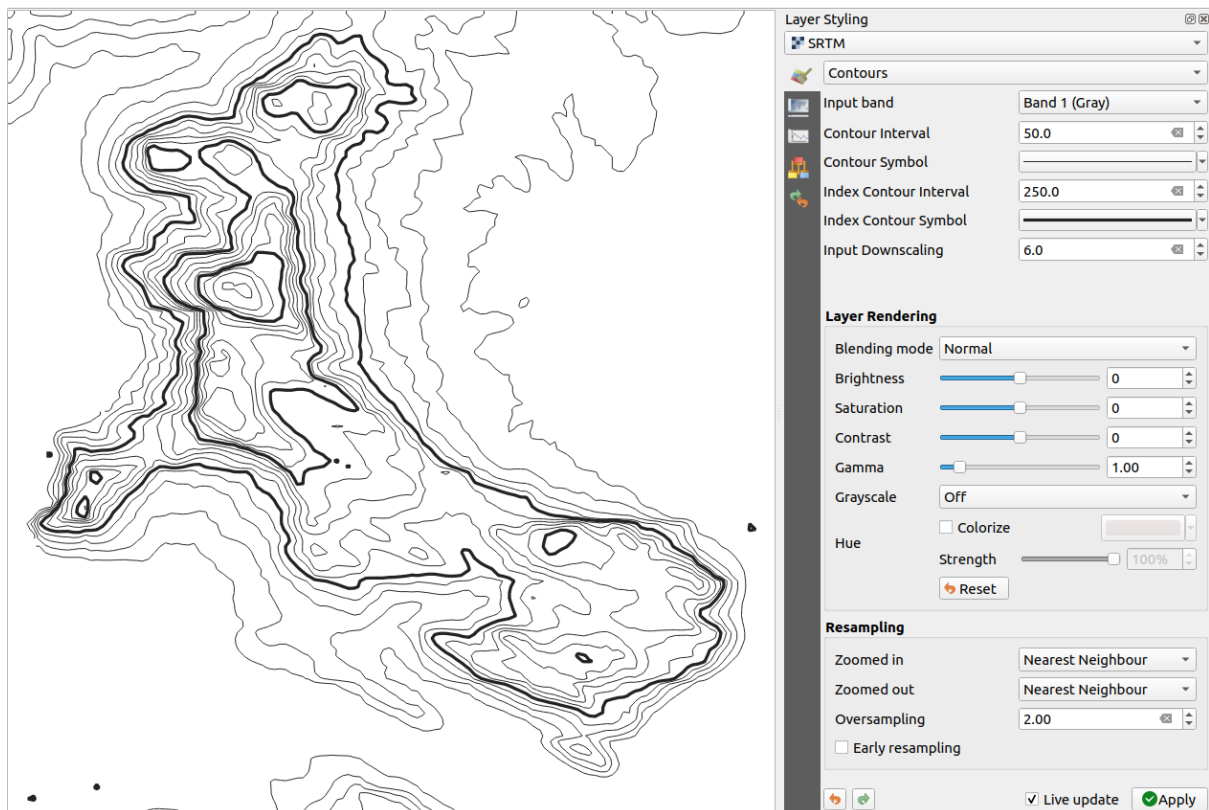 Layer Styling
SRTM
Contours
Input band Band 1 (Gray)
Contour Interval 50.0
Contour Symbol
Index Contour Interval 250.0
Index Contour Symbol
Input Downscaling 6.0
Layer Rendering
Blending mode Normal
Brightness 0
Saturation 0
Contrast 0
Gamma 1.00
Grayscale Off
Hue Colorize
Strength 100%
Reset
Resampling
Zoomed in Nearest Neighbour
Zoomed out Nearest Neighbour
Oversampling 2.00
Early resampling
Live update Apply